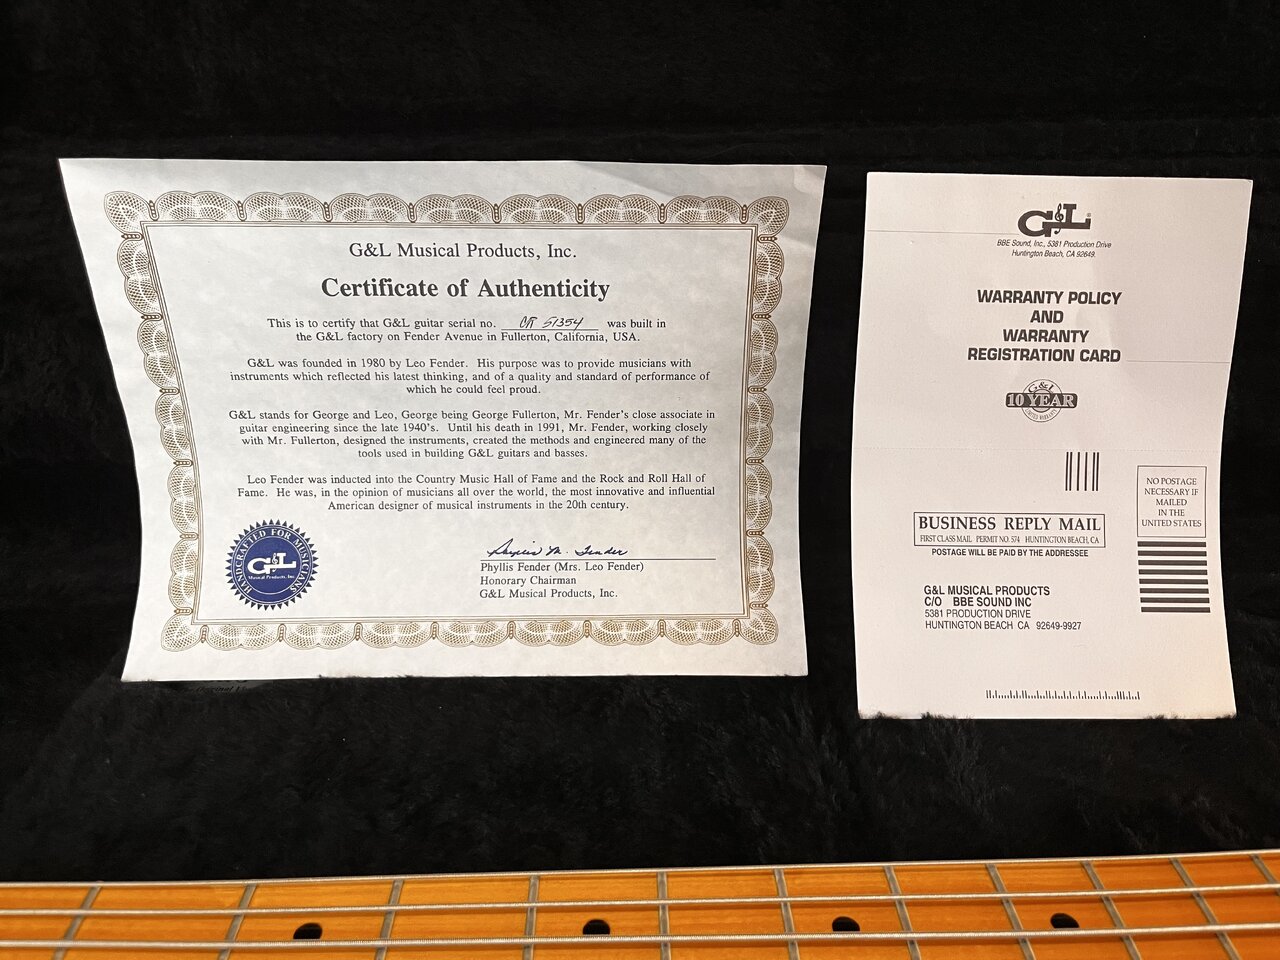 G&L Musical Products, Inc.
Certificate of Authenticity
This is to certify that G&L guitar serial no. 51354 was built in
the G&L factory on Fender Avenue in Fullerton, California, USA.
G&L was founded in 1980 by Leo Fender. His purpose was to provide musicians with
instruments which reflected his latest thinking, and of a quality and standard of performance of
which he could feel proud.
G&L stands for George and Leo, George being George Fullerton, Mr. Fender's close associate in
guitar engineering since the late 1940's. Until his death in 1991, Mr. Fender, working closely
with Mr. Fullerton, designed the instruments, created the methods and engineered many of the
tools used in building G&L guitars and basses.
Leo Fender was inducted into the Country Music Hall of Fame and the Rock and Roll Hall of
Fame. He was, in the opinion of musicians all over the world, the most innovative and influential
American designer of musical instruments in the 20th century.
HANDCRAFTED FOR MUSICIANS
G&L
Musical Products, Inc.
Phyllis M. Fender
Phyllis Fender (Mrs. Leo Fender)
Honorary Chairman
G&L Musical Products, Inc.
G&L®
BBE Sound, Inc., 5381 Production Drive
Huntington Beach, CA 92649.
WARRANTY POLICY
AND
WARRANTY
REGISTRATION CARD
G&L
10 YEAR
LIMITED WARRANTY
NO POSTAGE
NECESSARY IF
MAILED
IN THE
UNITED STATES
BUSINESS REPLY MAIL
FIRST CLASS MAIL PERMIT NO. 574 HUNTINGTON BEACH, CA
POSTAGE WILL BE PAID BY THE ADDRESSEE
G&L MUSICAL PRODUCTS
C/O BBE SOUND INC
5381 PRODUCTION DRIVE
HUNTINGTON BEACH CA 92649-9927